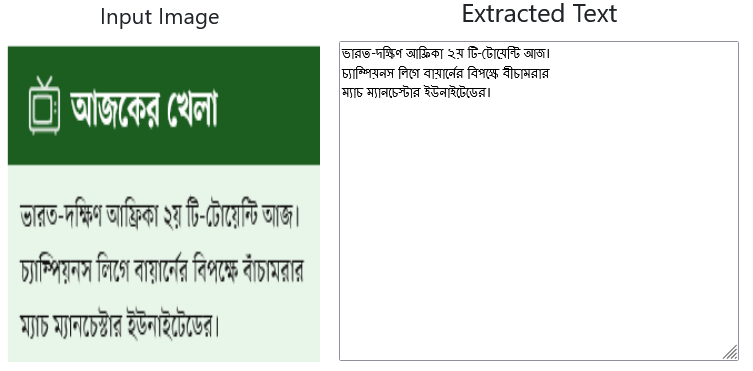 Input Image
Extracted Text
আজকের খেলা
ভারত-দক্ষিণ আফ্রিকা ২য় টি-টোয়েন্টি আজ।
চ্যাম্পিয়নস লিগে বায়ার্নের বিপক্ষে বাঁচামরার
ম্যাচ ম্যানচেস্টার ইউনাইটেডের।
ভারত-দক্ষিণ আফ্রিকা ২য় টি-টোয়েন্টি আজ।
চ্যাম্পিয়নস লিগে বায়ার্নের বিপক্ষে বীচামরার
ম্যাচ ম্যানচেস্টার ইউনাইটেডের।